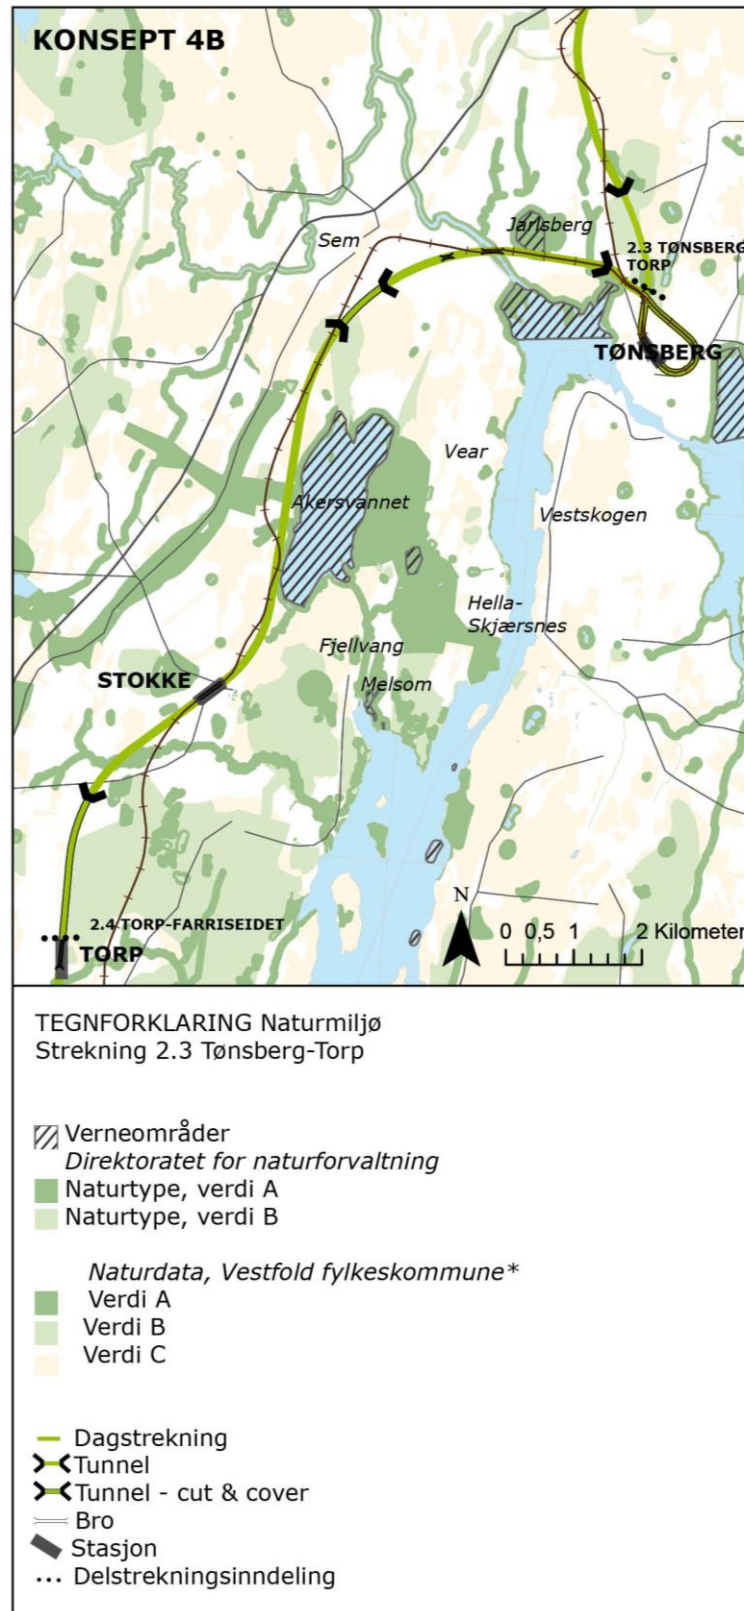 KONSEPT 4B
Jarlsberg
Sem
2.3 TØNSBERG
TORP
TØNSBERG
Vear
Akersvannet
Vestskogen
Hella-
Skjærsnes
Fjellvang
STOKKE
Melsom
N
2.4 TORP-FARRISEIDET
0 0,5 1 2 Kilometer
TORP
TEGNFORKLARING Naturmiljø
Strekning 2.3 Tønsberg-Torp
Verneområder
Direktoratet for naturforvaltning
Naturtype, verdi A
Naturtype, verdi B
Naturdata, Vestfold fylkeskommune*
Verdi A
Verdi B
Verdi C
Dagstrekning
Tunnel
Tunnel - cut & cover
Bro
Stasjon
Delstrekningsinndeling